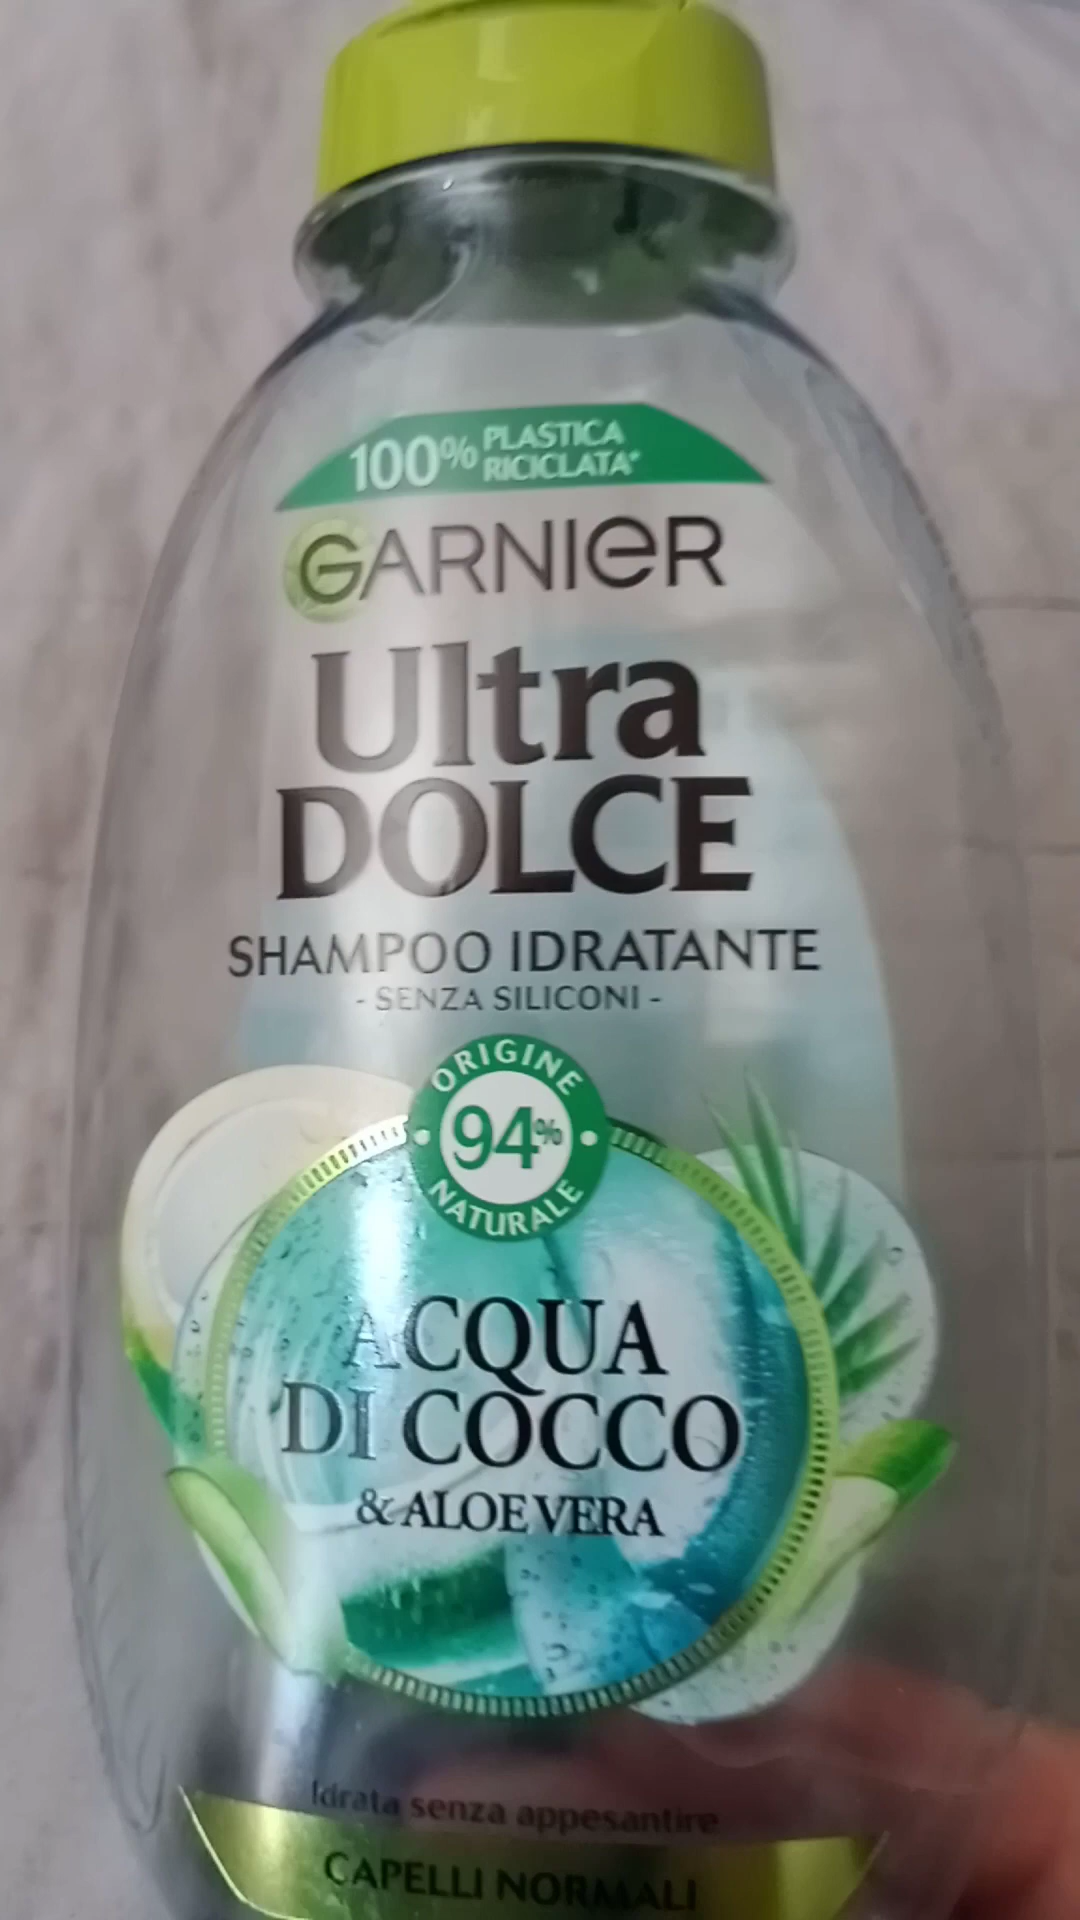 100% PLASTICA
RICICLATA*
GARNIER
Ultra
DOLCE
SHAMPOO IDRATANTE
- SENZA SILICONI -
ORIGINE
94%
NATURALE
ACQUA
DI COCCO
& ALOE VERA
Idrata senza appesantire
CAPELLI NORMALI